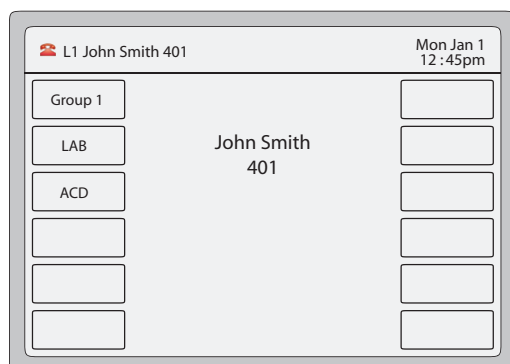 L1 John Smith 401
Mon Jan 1
12 :45pm
Group 1
LAB
ACD
John Smith
401